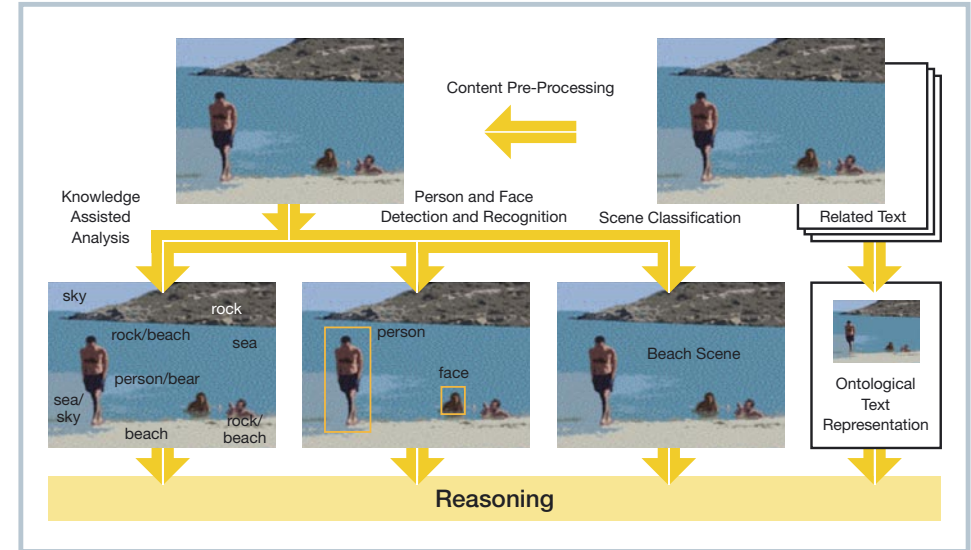 Content Pre-Processing
Knowledge
Assisted
Analysis
Person and Face
Detection and Recognition
Scene Classification
Related Text
sky
rock
rock/beach
sea
person/bear
sea/
sky
beach
rock/
beach
person
face
Beach Scene
Ontological
Text
Representation
Reasoning